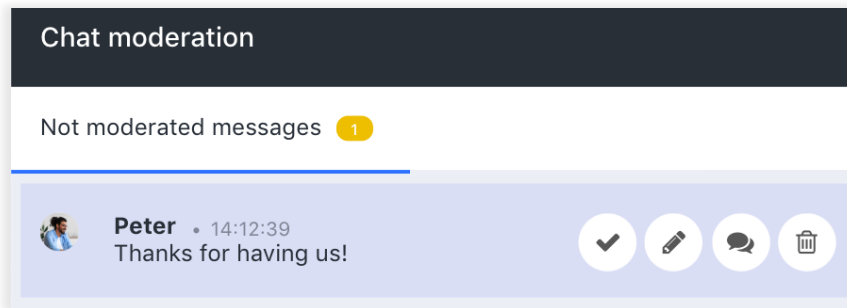 Chat moderation
Not moderated messages 1
Peter • 14:12:39
Thanks for having us!